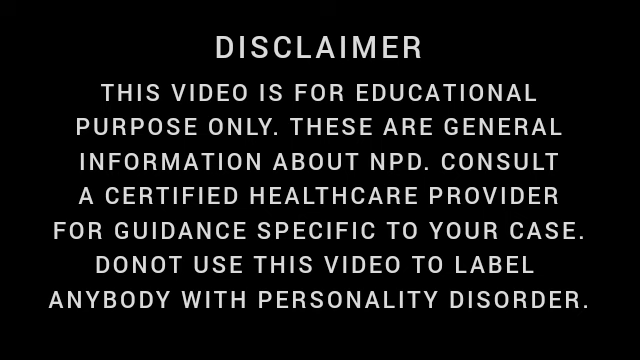 DISCLAIMER
THIS VIDEO IS FOR EDUCATIONAL
PURPOSE ONLY. THESE ARE GENERAL
INFORMATION ABOUT NPD. CONSULT
A CERTIFIED HEALTHCARE PROVIDER
FOR GUIDANCE SPECIFIC TO YOUR CASE.
DONOT USE THIS VIDEO TO LABEL
ANYBODY WITH PERSONALITY DISORDER.